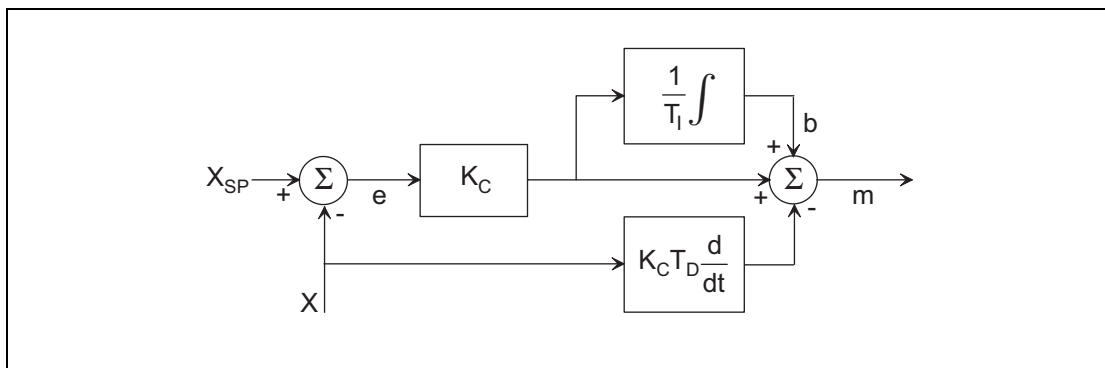 1
T_I ∫
b
+
X_SP
+
Σ
e
K_C
+
Σ
m
-
-
K_C T_D d
dt
X